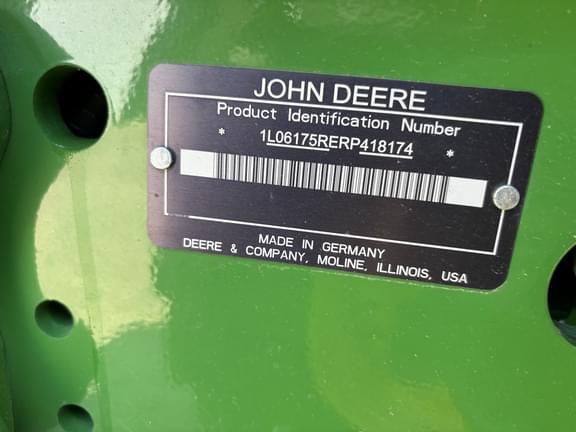 JOHN DEERE
Product Identification Number
* 1L06175RERP418174 *
MADE IN GERMANY
DEERE & COMPANY, MOLINE, ILLINOIS, USA